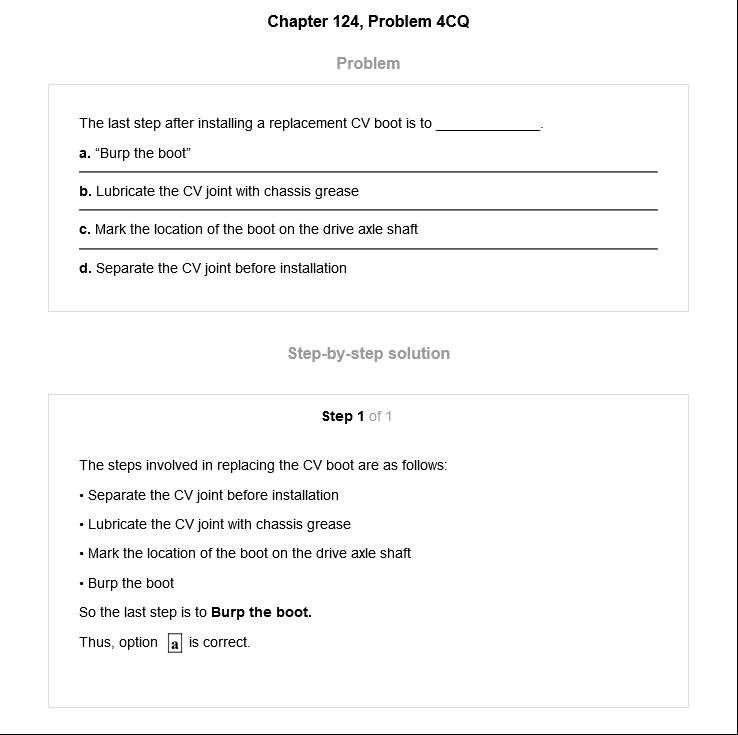 Chapter 124, Problem 4CQ
Problem
The last step after installing a replacement CV boot is to _____________.
a. “Burp the boot”
b. Lubricate the CV joint with chassis grease
c. Mark the location of the boot on the drive axle shaft
d. Separate the CV joint before installation
Step-by-step solution
Step 1 of 1
The steps involved in replacing the CV boot are as follows:
• Separate the CV joint before installation
• Lubricate the CV joint with chassis grease
• Mark the location of the boot on the drive axle shaft
• Burp the boot
So the last step is to Burp the boot.
Thus, option a is correct.